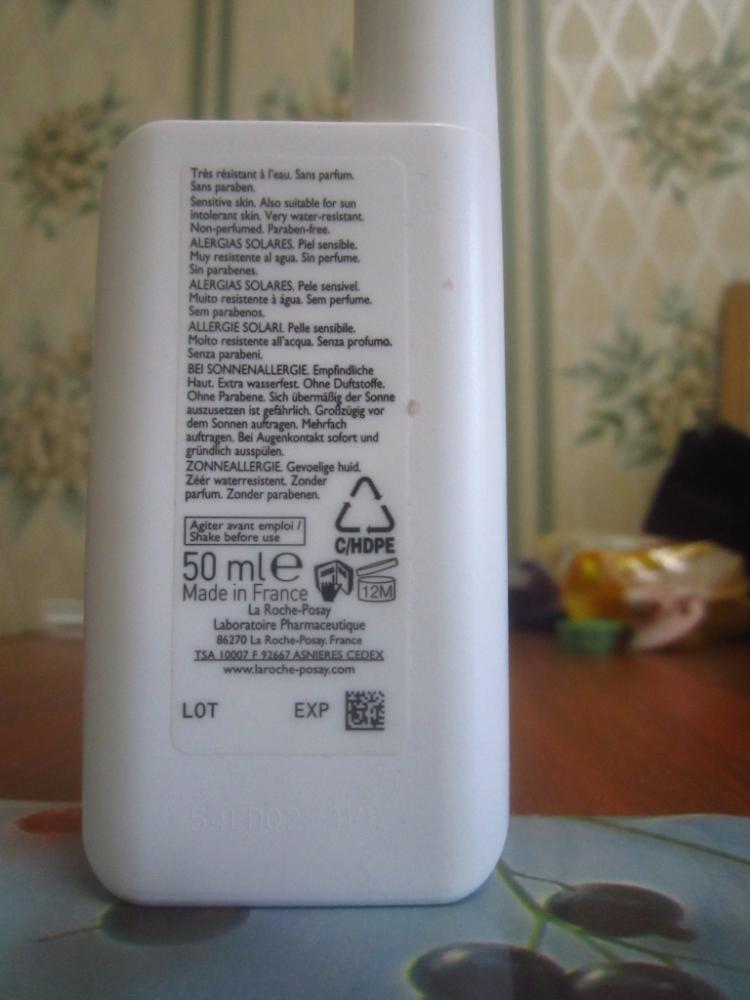 Très résistant à l'eau. Sans parfum.
Sans paraben.
Sensitive skin. Also suitable for sun
intolerant skin. Very water-resistant.
Non-perfumed. Paraben-free.
ALERGIAS SOLARES. Piel sensible.
Muy resistente al agua. Sin perfume.
Sin parabenes.
ALERGIAS SOLARES. Pele sensível.
Muito resistente à água. Sem perfume.
Sem parabenos.
ALLERGIE SOLARI. Pelle sensibile.
Molto resistente all'acqua. Senza profumo.
Senza parabeni.
BEI SONNENALLERGIE. Empfindliche
Haut. Extra wasserfest. Ohne Duftstoffe.
Ohne Parabene. Sich übermäßig der Sonne
auszusetzen ist gefährlich. Großzügig vor
dem Sonnen auftragen. Mehrfach
auftragen. Bei Augenkontakt sofort und
gründlich ausspülen.
ZONNEALLERGIE. Gevoelige huid.
Zéér waterresistent. Zonder
parfum. Zonder parabenen.
C/HDPE
Agiter avant emploi /
Shake before use
50 ml e
12M
Made in France
La Roche-Posay
Laboratoire Pharmaceutique
86270 La Roche-Posay, France
TSA 10007 F 92667 ASNIERES CEDEX
www.laroche-posay.com
LOT EXP